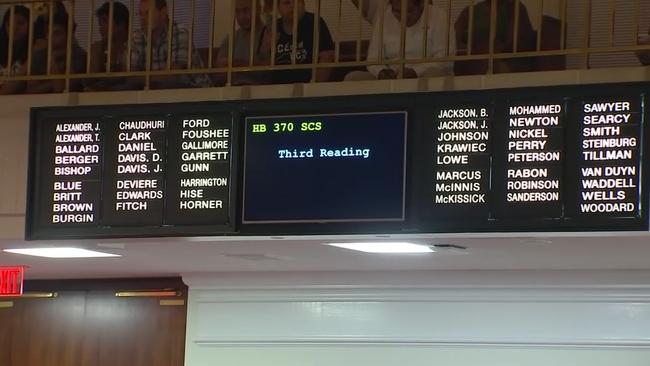 ALEXANDER, J.
ALEXANDER, T.
BALLARD
BERGER
BISHOP
BLUE
BRITT
BROWN
BURGIN
CHAUDHURI
CLARK
DANIEL
DAVIS, D.
DAVIS, J.
DEVIERE
EDWARDS
FITCH
FORD
FOUSHEE
GALLIMORE
GARRETT
GUNN
HARRINGTON
HISE
HORNER
HB 370 SCS
Third Reading
JACKSON, B.
JACKSON, J.
JOHNSON
KRAWIEC
LOWE
MARCUS
McINNIS
McKISSICK
MOHAMMED
NEWTON
NICKEL
PERRY
PETERSON
RABON
ROBINSON
SANDERSON
SAWYER
SEARCY
SMITH
STEINBURG
TILLMAN
VAN DUYN
WADDELL
WELLS
WOODARD
EXIT